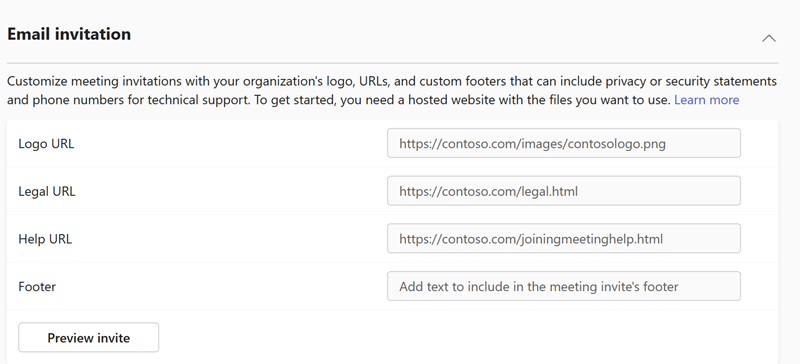 Email invitation
Customize meeting invitations with your organization's logo, URLs, and custom footers that can include privacy or security statements
and phone numbers for technical support. To get started, you need a hosted website with the files you want to use. Learn more
Logo URL
https://contoso.com/images/contosologo.png
Legal URL
https://contoso.com/legal.html
Help URL
https://contoso.com/joiningmeetinghelp.html
Footer
Add text to include in the meeting invite's footer
Preview invite